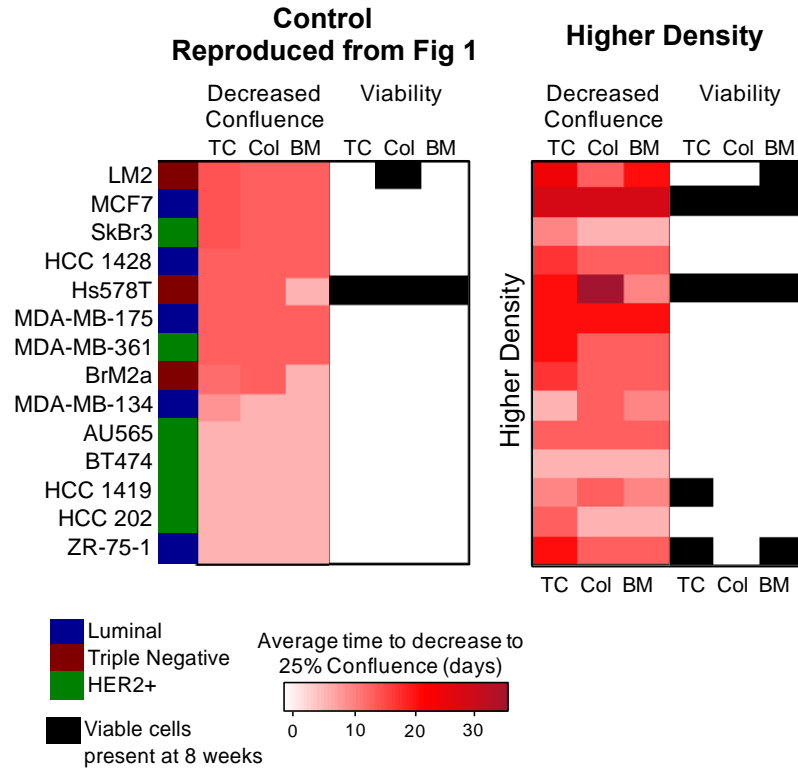 Control
Reproduced from Fig 1
Higher Density
Decreased
Confluence
Viability
TC Col BM TC Col BM
Decreased
Confluence
Viability
TC Col BM TC Col BM
LM2
MCF7
SkBr3
HCC 1428
Hs578T
MDA-MB-175
MDA-MB-361
BrM2a
MDA-MB-134
AU565
BT474
HCC 1419
HCC 202
ZR-75-1
Higher Density
TC Col BM TC Col BM
Luminal
Triple Negative
HER2+
Viable cells
present at 8 weeks
Average time to decrease to
25% Confluence (days)
0 10 20 30